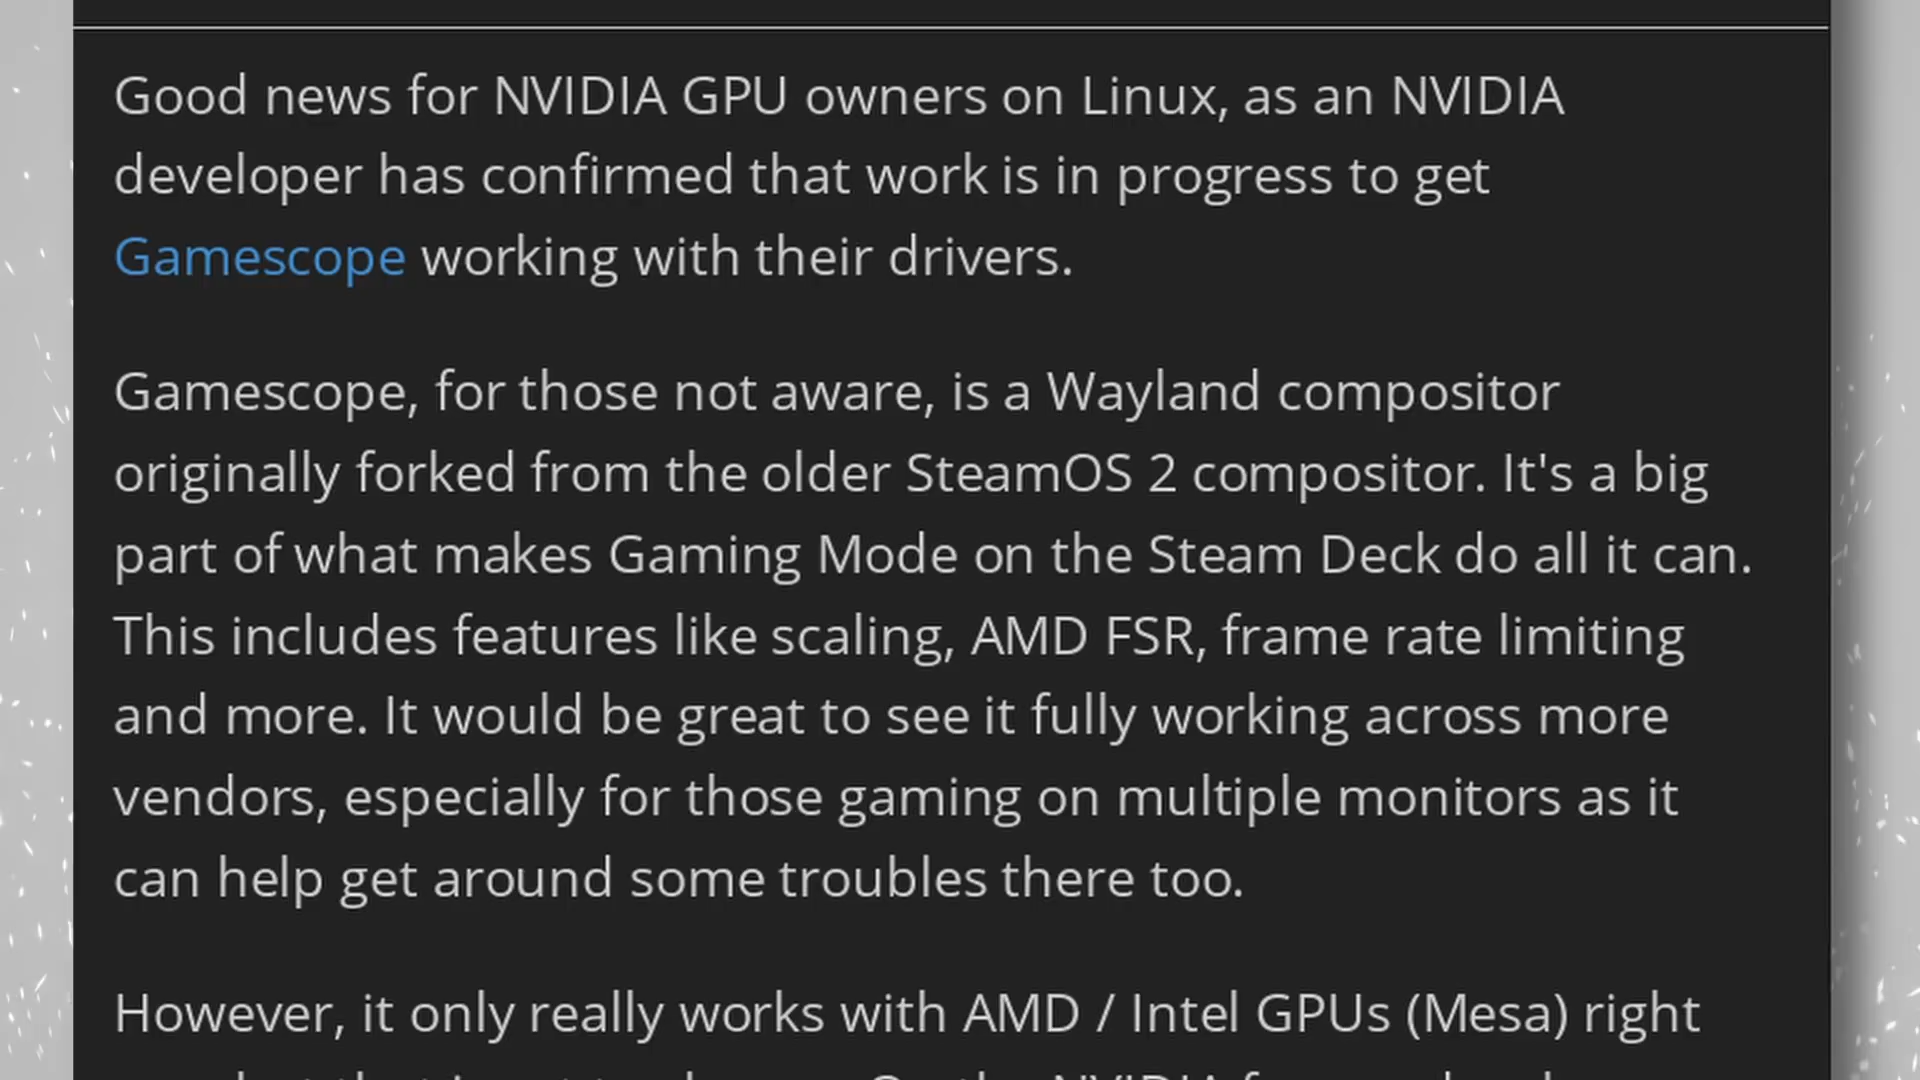 Good news for NVIDIA GPU owners on Linux, as an NVIDIA
developer has confirmed that work is in progress to get
Gamescope working with their drivers.
Gamescope, for those not aware, is a Wayland compositor
originally forked from the older SteamOS 2 compositor. It's a big
part of what makes Gaming Mode on the Steam Deck do all it can.
This includes features like scaling, AMD FSR, frame rate limiting
and more. It would be great to see it fully working across more
vendors, especially for those gaming on multiple monitors as it
can help get around some troubles there too.
However, it only really works with AMD / Intel GPUs (Mesa) right